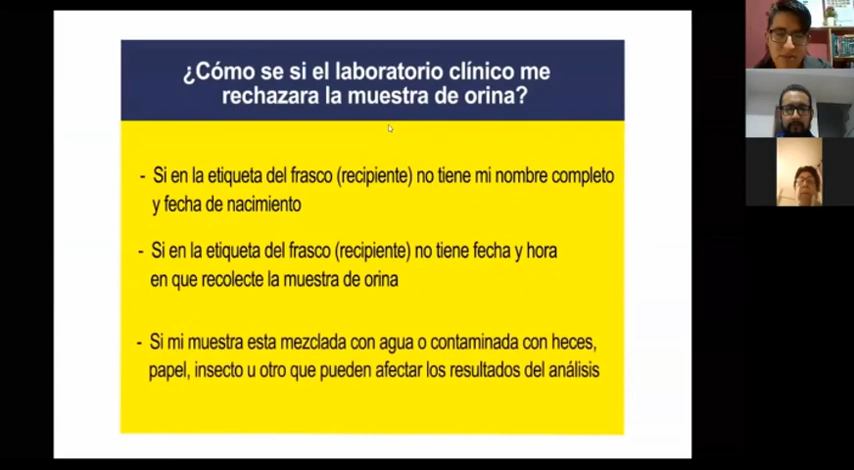 ¿Cómo se si el laboratorio clínico me
rechazara la muestra de orina?
- Si en la etiqueta del frasco (recipiente) no tiene mi nombre completo
y fecha de nacimiento
- Si en la etiqueta del frasco (recipiente) no tiene fecha y hora
en que recolecte la muestra de orina
- Si mi muestra esta mezclada con agua o contaminada con heces,
papel, insecto u otro que pueden afectar los resultados del análisis